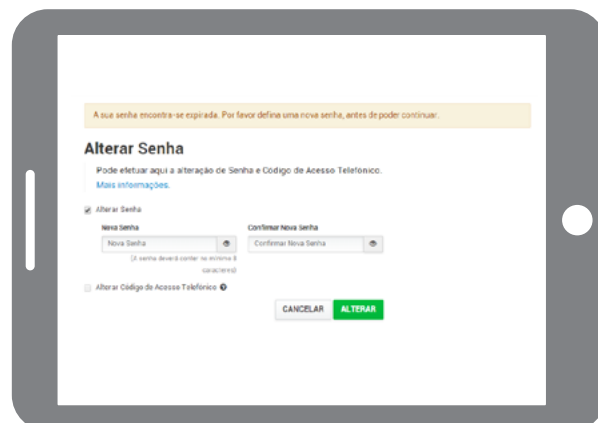 A sua senha encontra-se expirada. Por favor defina uma nova senha, antes de poder continuar.
Alterar Senha
Pode efetuar aqui a alteração de Senha e Código de Acesso Telefónico.
Mais informações.
Alterar Senha
Nova Senha Confirmar Nova Senha
Nova Senha Confirmar Nova Senha
(A senha deverá conter no mínimo 8
caracteres)
Alterar Código de Acesso Telefónico
CANCELAR ALTERAR